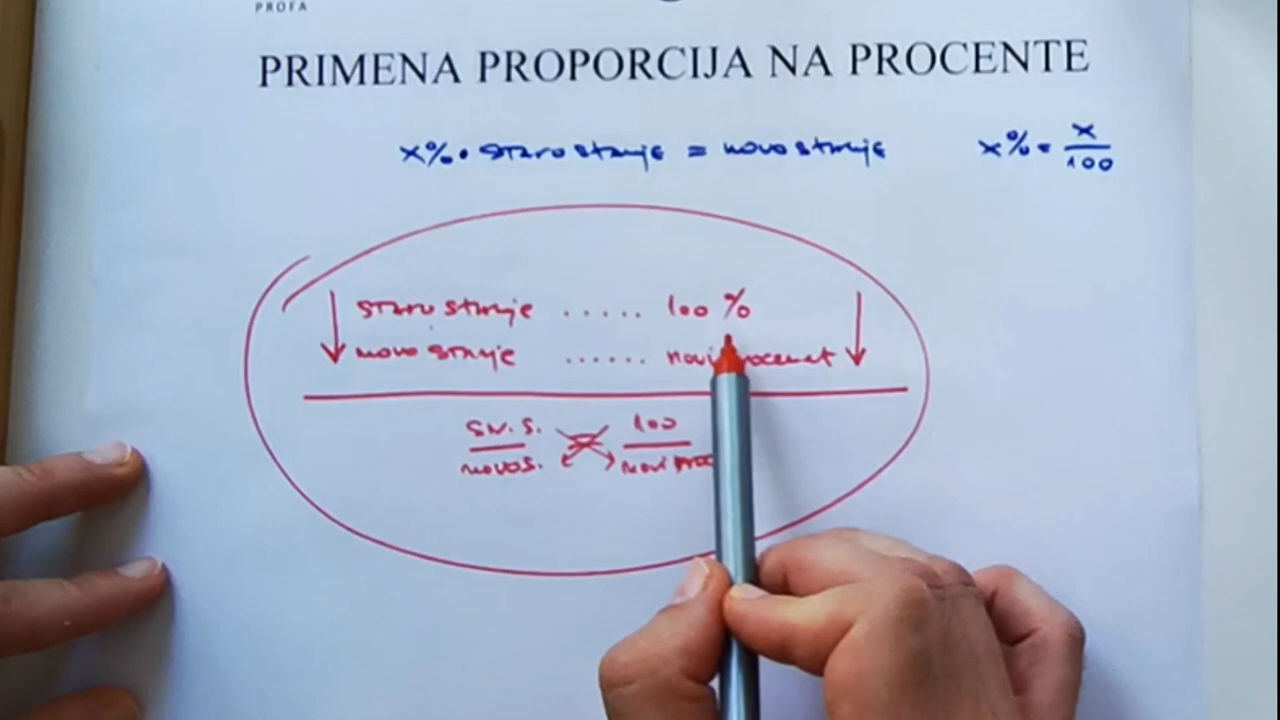 PROFA
PRIMENA PROPORCIJA NA PROCENTE
x% • staro stanje = novo stanje
x% = x/100
staro stanje ..... 100 %
novo stanje ...... novi procenat
st. s. 100
novo s. novi proc